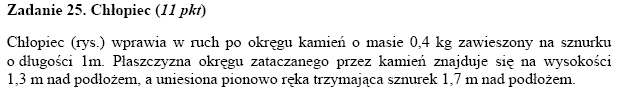 Zadanie 25. Chłopiec (11 pkt)
Chłopiec (rys.) wprawia w ruch po okręgu kamień o masie 0,4 kg zawieszony na sznurku
o długości 1m. Płaszczyzna okręgu zataczanego przez kamień znajduje się na wysokości
1,3 m nad podłożem, a uniesiona pionowo ręka trzymająca sznurek 1,7 m nad podłożem.